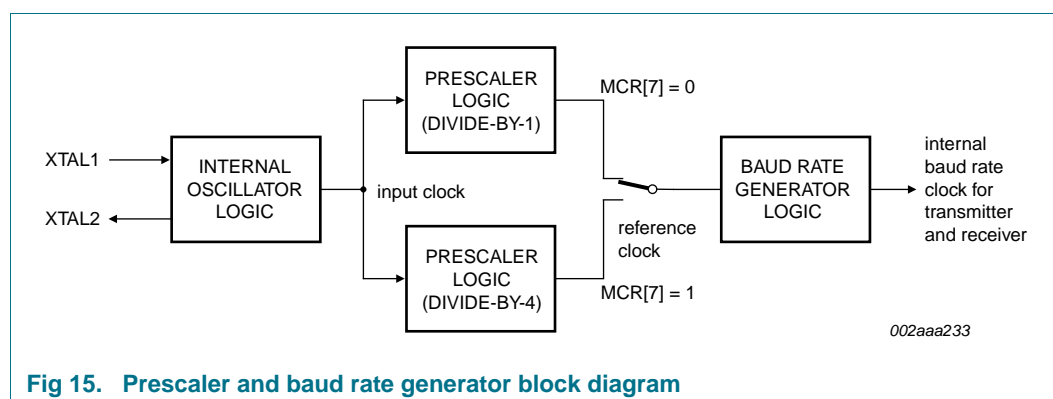 PRESCALER
LOGIC
(DIVIDE-BY-1)
MCR[7] = 0
XTAL1
XTAL2
INTERNAL
OSCILLATOR
LOGIC
input clock
BAUD RATE
GENERATOR
LOGIC
internal
baud rate
clock for
transmitter
and receiver
reference
clock
PRESCALER
LOGIC
(DIVIDE-BY-4)
MCR[7] = 1
002aaa233
Fig 15. Prescaler and baud rate generator block diagram